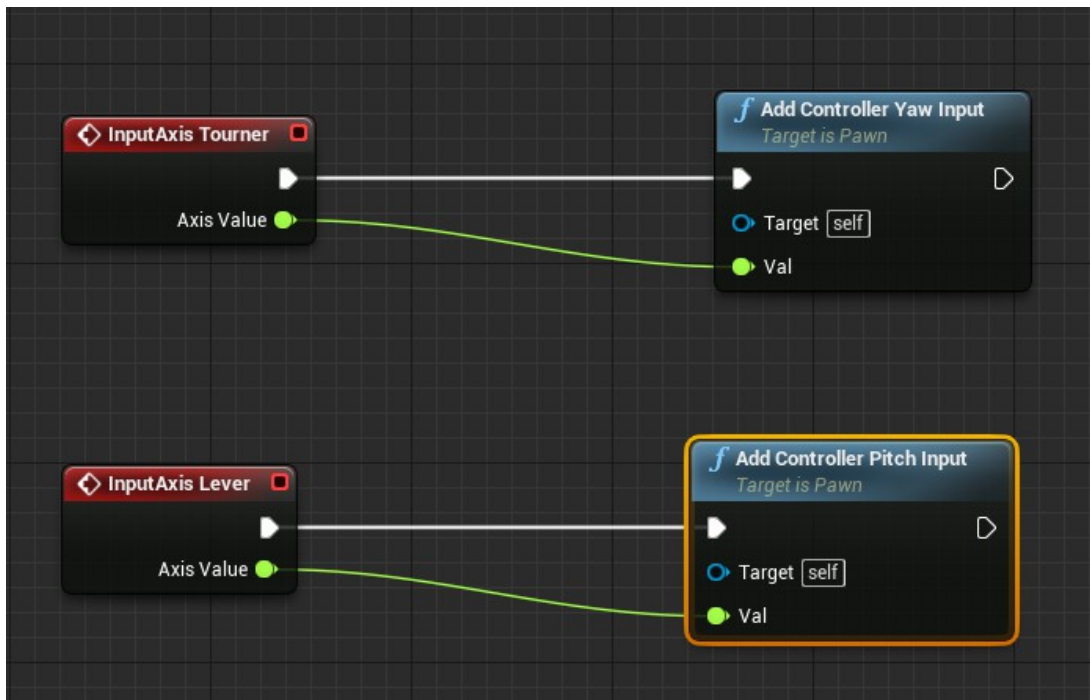 InputAxis Tourner
Axis Value
f Add Controller Yaw Input
Target is Pawn
Target self
Val
InputAxis Lever
Axis Value
f Add Controller Pitch Input
Target is Pawn
Target self
Val